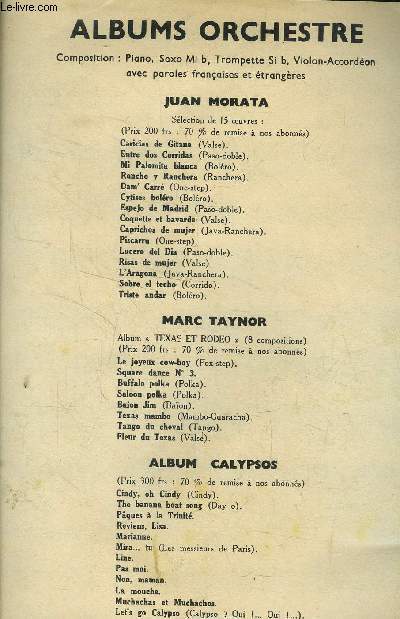 © Le-livre.com
ALBUMS ORCHESTRE
Composition : Piano, Saxo Mi b, Trompette Si b, Violon-Accordéon
avec paroles françaises et étrangères
JUAN MORATA
Sélection de 15 œuvres :
(Prix 200 frs : 70 % de remise à nos abonnés)
Caricias de Gitana (Valse).
Entre dos Corridas (Paso-doble).
Mi Palomita blanca (Boléro).
Rancho y Ranchera (Ranchera).
Dam' Carré (One-step).
Cytises boléro (Boléro).
Espejo de Madrid (Paso-doble).
Coquette et bavarde (Valse).
Caprichos de mujer (Java-Ranchera).
Piscarra (One-step).
Lucero del Dia (Paso-doble).
Risas de mujer (Valse)
L'Aragona (Java-Ranchera).
Sobre el techo (Corrido).
Triste andar (Boléro).
MARC TAYNOR
Album « TEXAS ET RODEO » (8 compositions)
(Prix 200 frs : 70 % de remise à nos abonnés)
Le joyeux cow-boy (Fox-step).
Square dance N° 3.
Buffalo polka (Polka).
Saloon polka (Polka).
Baion Jim (Baïon).
Texas mambo (Mambo-Guaracha).
Tango du cheval (Tango).
Fleur du Texas (Valse).
ALBUM CALYPSOS
(Prix 300 frs : 70 % de remise à nos abonnés)
Cindy, oh Cindy (Cindy).
The banana boat song (Day o).
Pâques à la Trinité.
Reviens, Lisa.
Marianne.
Mira... tu (Les messieurs de Paris).
Line.
Pas moi.
Non, maman.
La mouche.
Muchachas et Muchachos.
Let's go Calypso (Calypso ? Oui !... Oui !...).